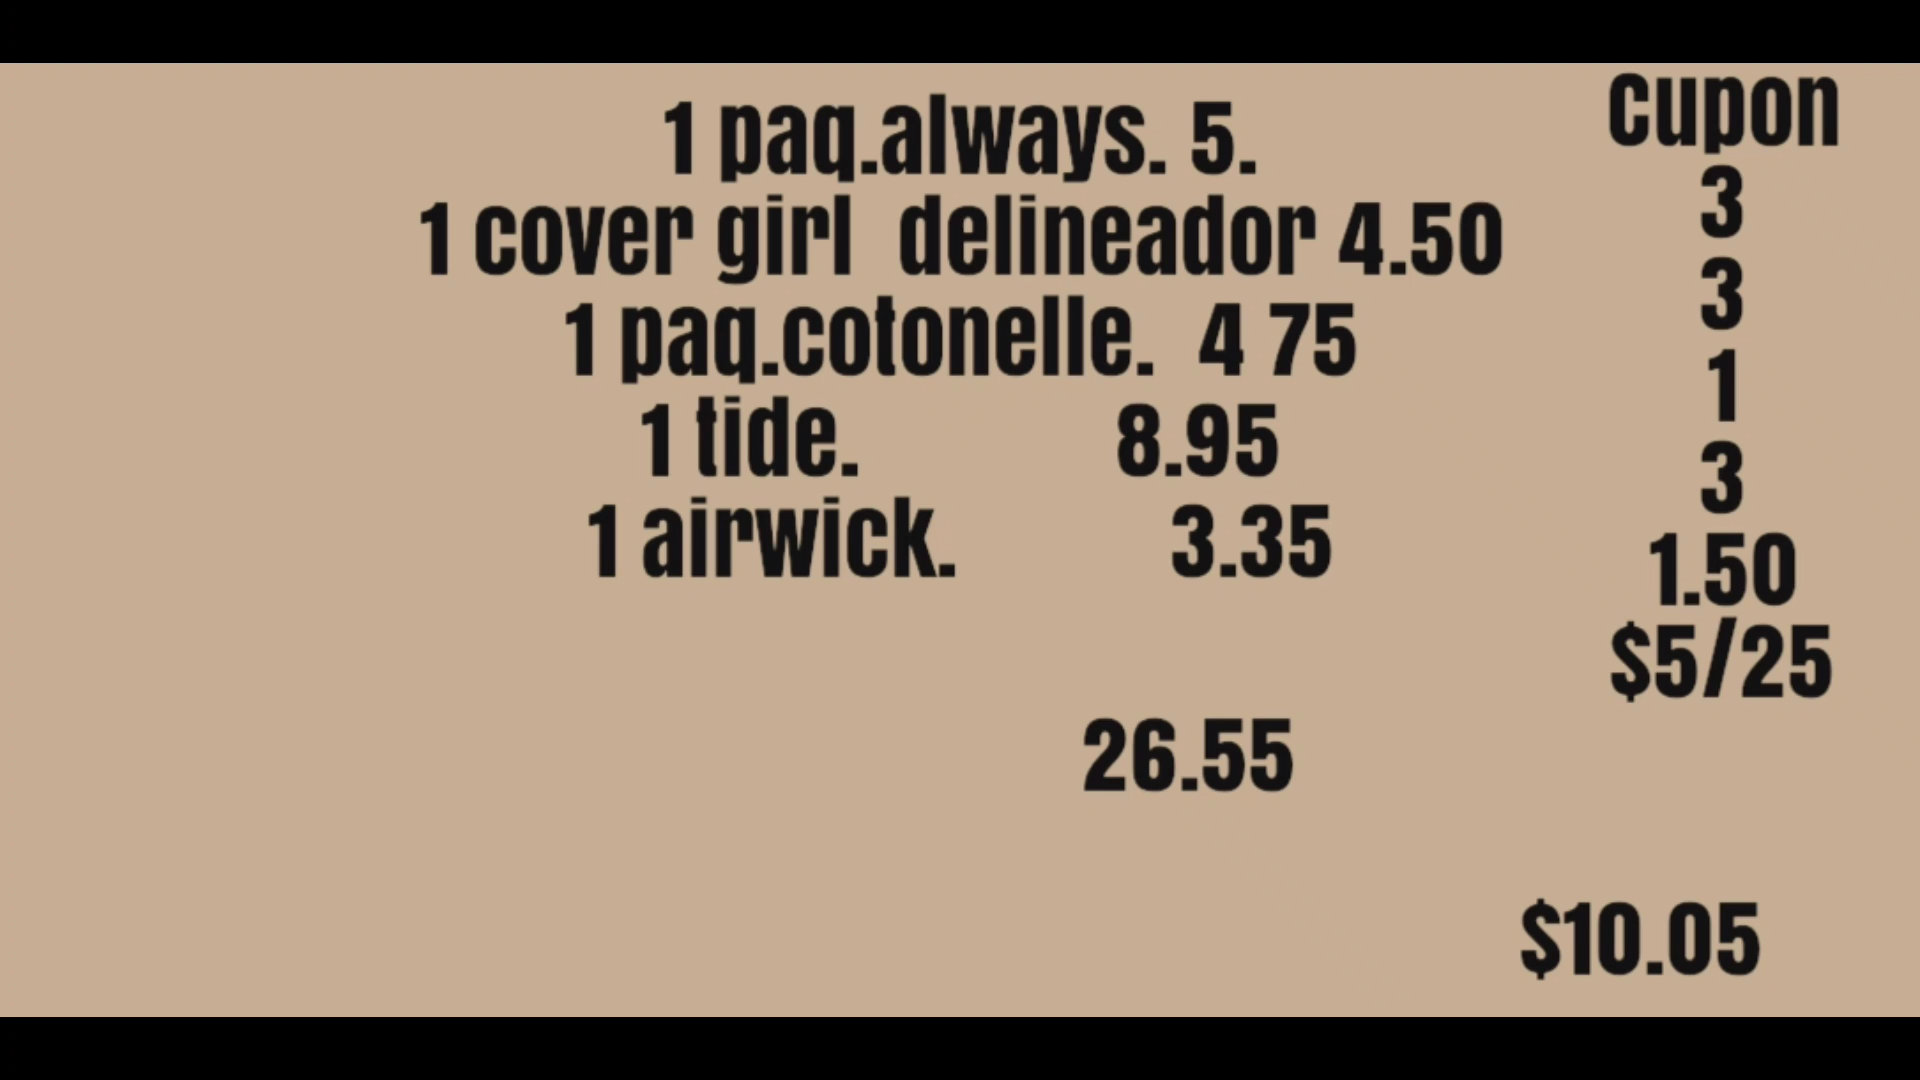 1 paq.always. 5.
1 cover girl  delineador 4.50
1 paq.cotonelle.  4 75
1 tide.  8.95
1 airwick.  3.35
26.55
cupon
3
3
1
3
1.50
$5/25
$10.05